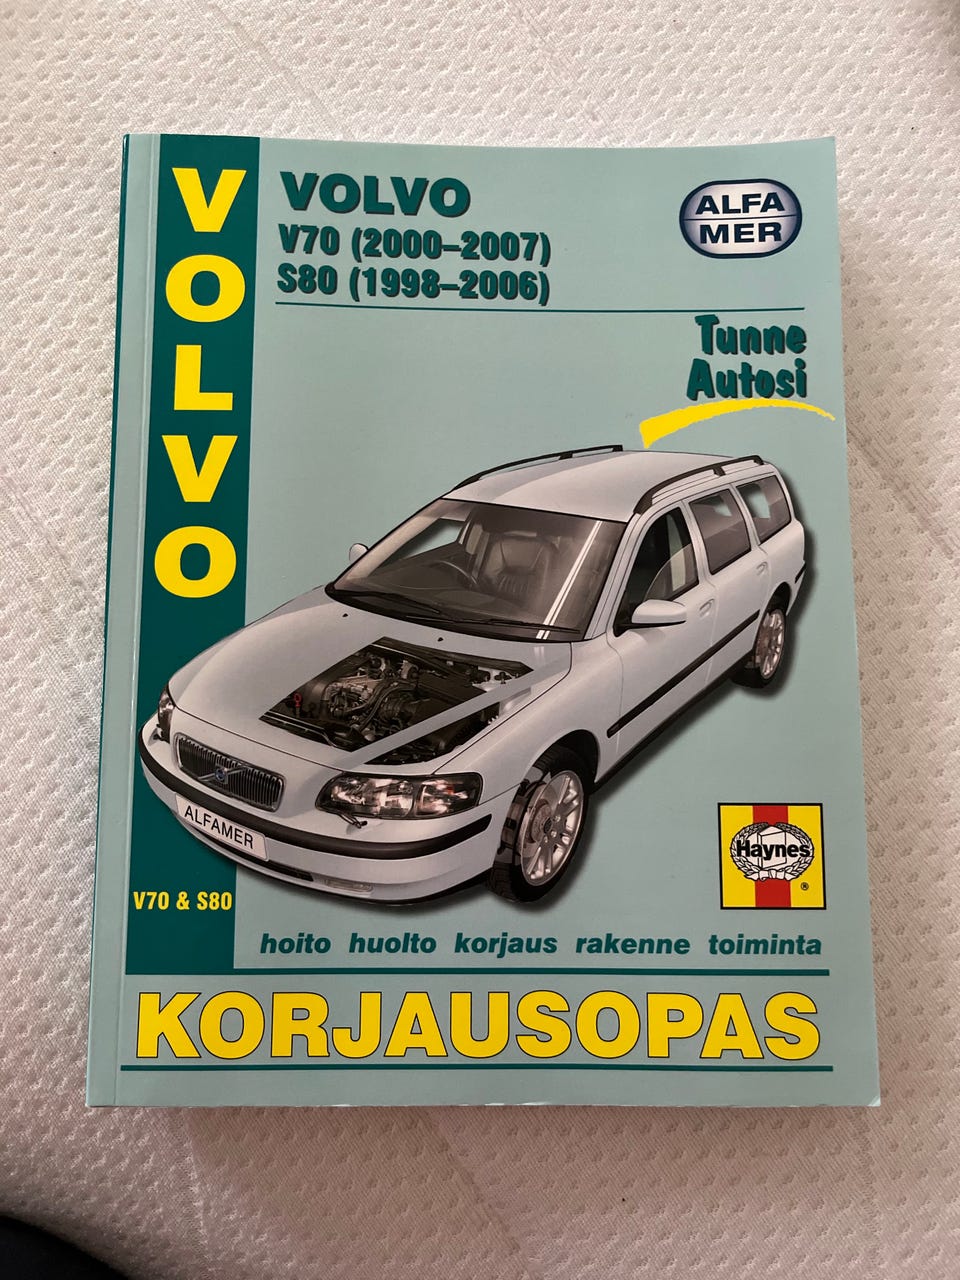 VOLVO
VOLVO
V70 (2000–2007)
S80 (1998–2006)
ALFA
MER
Tunne
Autosi
ALFAMER
Haynes
®
V70 & S80
hoito huolto korjaus rakenne toiminta
KORJAUSOPAS